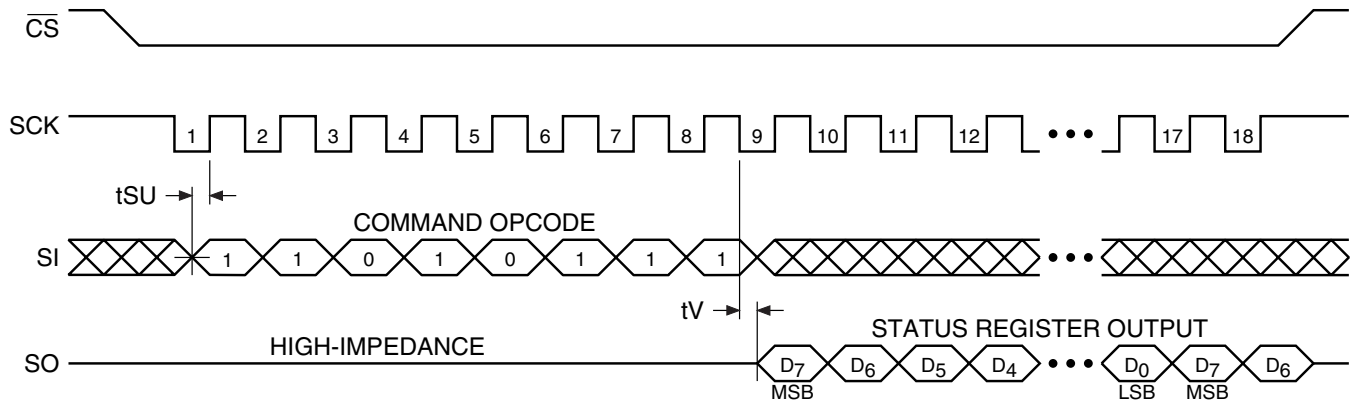 CS
SCK 1 2 3 4 5 6 7 8 9 10 11 12 ••• 17 18
tSU
COMMAND OPCODE
SI 1 1 0 1 0 1 1 1 •••
tV
STATUS REGISTER OUTPUT
HIGH-IMPEDANCE
SO D7 D6 D5 D4 ••• D0 D7 D6
MSB LSB MSB